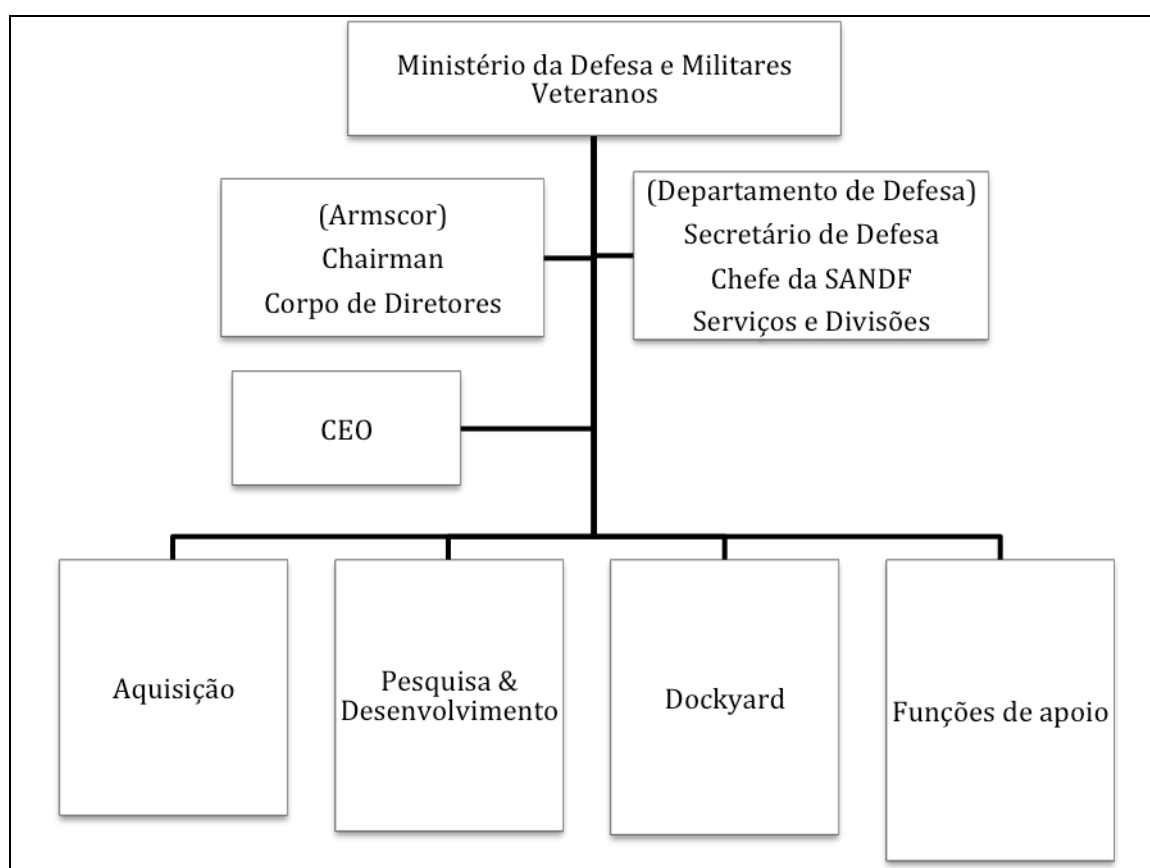 Ministério da Defesa e Militares
Veteranos
(Armscor)
Chairman
Corpo de Diretores
(Departamento de Defesa)
Secretário de Defesa
Chefe da SANDF
Serviços e Divisões
CEO
Aquisição
Pesquisa &
Desenvolvimento
Dockyard
Funções de apoio